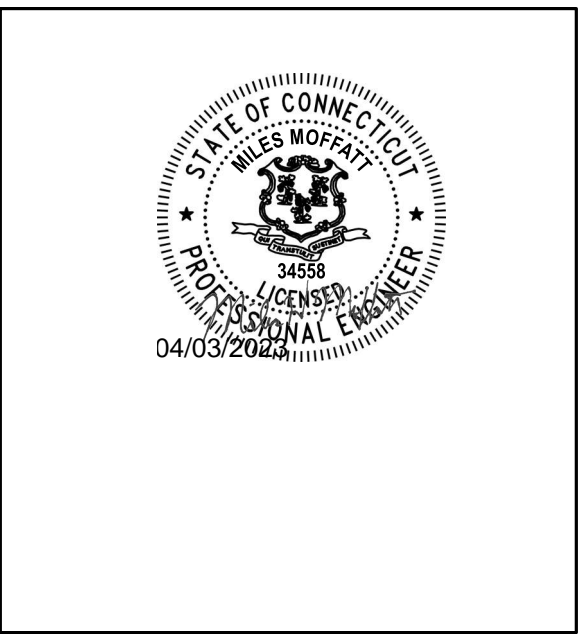 STATE OF CONNECTICUT
MILES MOFFATT
QUI TRANSTULIT SUSTINET
34558
LICENSED
PROFESSIONAL ENGINEER
04/03/2023